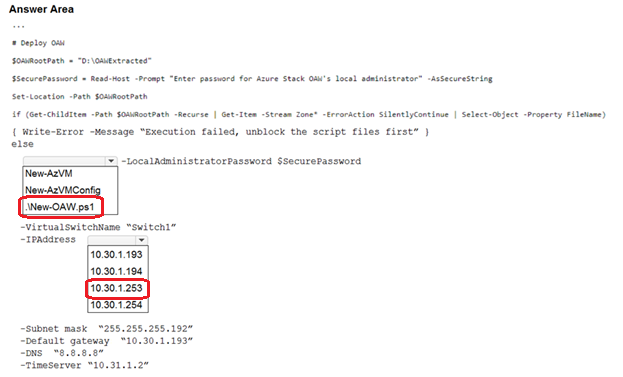 Answer Area
...
# Deploy OAW
$OAWRootPath = "D:\OAWExtracted"
$SecurePassword = Read-Host -Prompt "Enter password for Azure Stack OAW's local administrator" -AsSecureString
Set-Location -Path $OAWRootPath
if (Get-ChildItem -Path $OAWRootPath -Recurse | Get-Item -Stream Zone* -ErrorAction SilentlyContinue | Select-Object -Property FileName)
{ Write-Error -Message “Execution failed, unblock the script files first” }
else
-LocalAdministratorPassword $SecurePassword
New-AzVM
New-AzVMConfig
.\New-OAW.ps1
-VirtualSwitchName “Switch1”
-IPAddress
10.30.1.193
10.30.1.194
10.30.1.253
10.30.1.254
-Subnet mask “255.255.255.192”
-Default gateway “10.30.1.193”
-DNS “8.8.8.8”
-TimeServer “10.31.1.2”